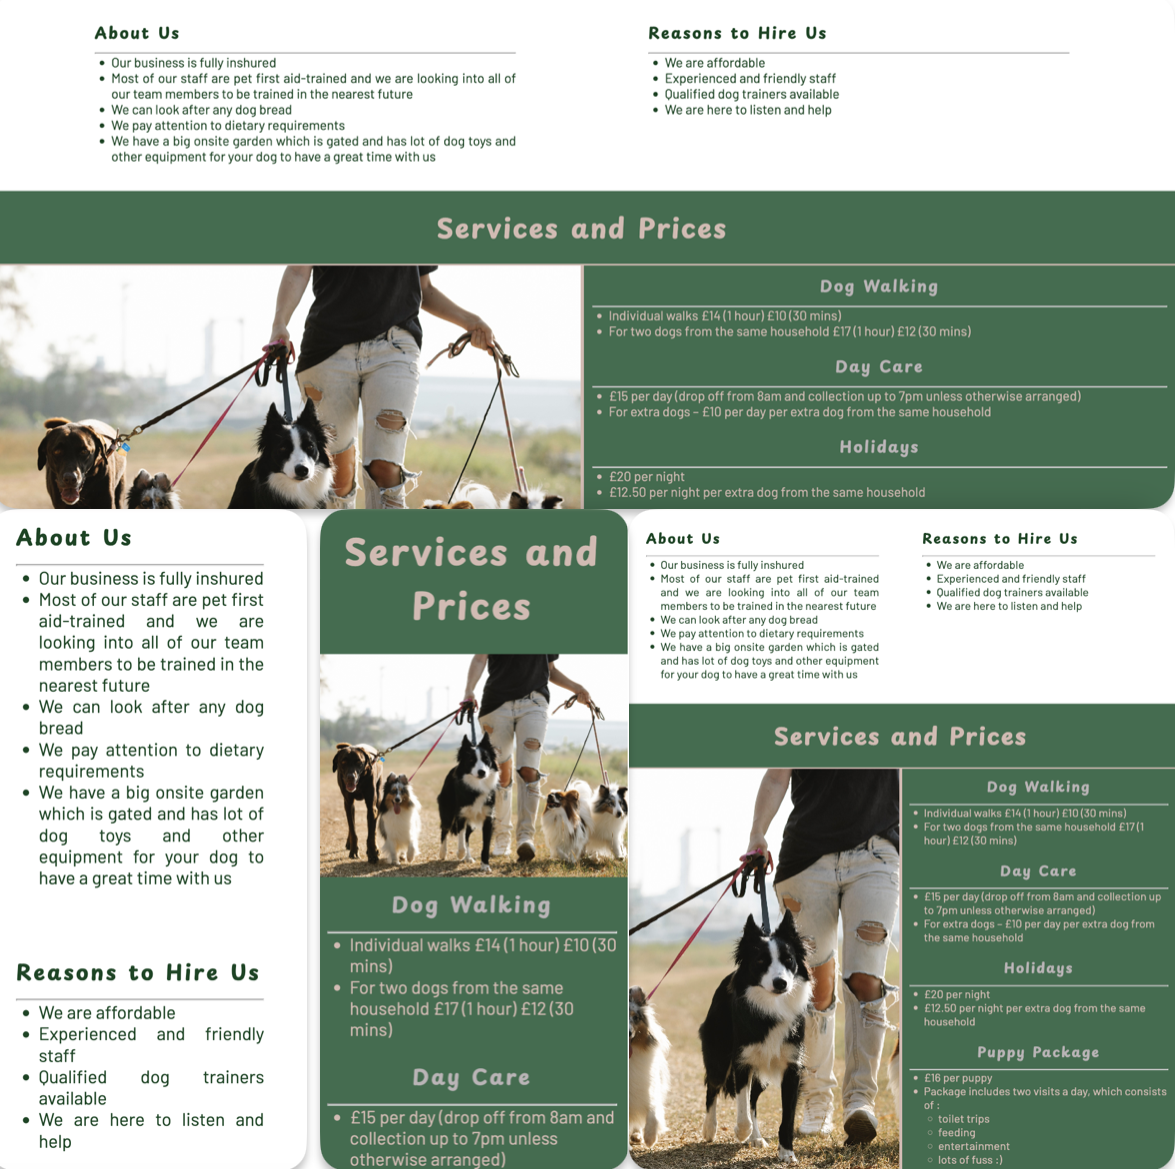 About Us
Our business is fully inshured
Most of our staff are pet first aid-trained and we are looking into all of
our team members to be trained in the nearest future
We can look after any dog bread
We pay attention to dietary requirements
We have a big onsite garden which is gated and has lot of dog toys and
other equipment for your dog to have a great time with us
Reasons to Hire Us
We are affordable
Experienced and friendly staff
Qualified dog trainers available
We are here to listen and help
Services and Prices
Dog Walking
Individual walks £14 (1 hour) £10 (30 mins)
For two dogs from the same household £17 (1 hour) £12 (30 mins)
Day Care
£15 per day (drop off from 8am and collection up to 7pm unless otherwise arranged)
For extra dogs – £10 per day per extra dog from the same household
Holidays
£20 per night
£12.50 per night per extra dog from the same household
About Us
Our business is fully inshured
Most of our staff are pet first
aid-trained and we are
looking into all of our team
members to be trained in the
nearest future
We can look after any dog
bread
We pay attention to dietary
requirements
We have a big onsite garden
which is gated and has lot of
dog toys and other
equipment for your dog to
have a great time with us
Reasons to Hire Us
We are affordable
Experienced and friendly
staff
Qualified dog trainers
available
We are here to listen and
help
Services and
Prices
Dog Walking
Individual walks £14 (1 hour) £10 (30
mins)
For two dogs from the same
household £17 (1 hour) £12 (30
mins)
Day Care
£15 per day (drop off from 8am and
collection up to 7pm unless
otherwise arranged)
About Us
Our business is fully inshured
Most of our staff are pet first aid-trained
and we are looking into all of our team
members to be trained in the nearest future
We can look after any dog bread
We pay attention to dietary requirements
We have a big onsite garden which is gated
and has lot of dog toys and other equipment
for your dog to have a great time with us
Reasons to Hire Us
We are affordable
Experienced and friendly staff
Qualified dog trainers available
We are here to listen and help
Services and Prices
Dog Walking
Individual walks £14 (1 hour) £10 (30 mins)
For two dogs from the same household £17 (1
hour) £12 (30 mins)
Day Care
£15 per day (drop off from 8am and collection up
to 7pm unless otherwise arranged)
For extra dogs – £10 per day per extra dog from
the same household
Holidays
£20 per night
£12.50 per night per extra dog from the same
household
Puppy Package
£16 per puppy
Package includes two visits a day, which consists
of :
toilet trips
feeding
entertainment
lots of fuss :)